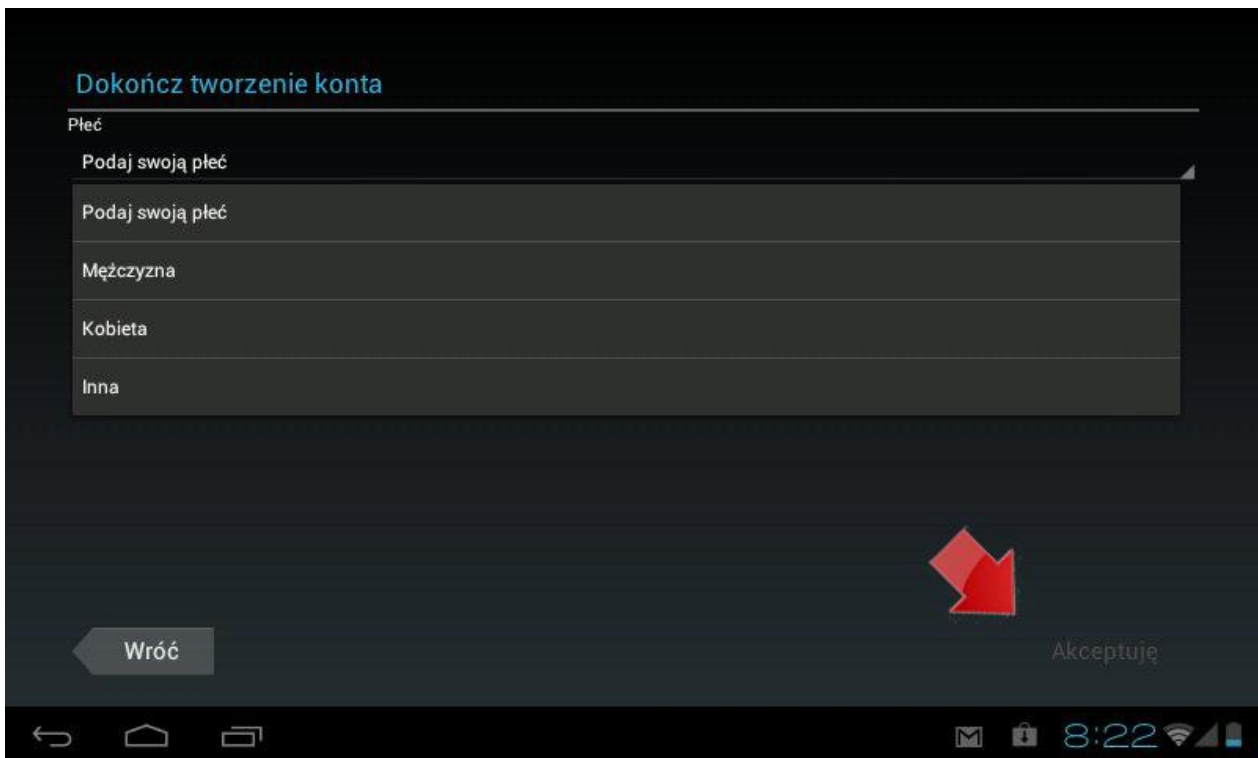 Dokończ tworzenie konta
Płeć
Podaj swoją płeć
Podaj swoją płeć
Mężczyzna
Kobieta
Inna
Wróć
Akceptuję
8:22